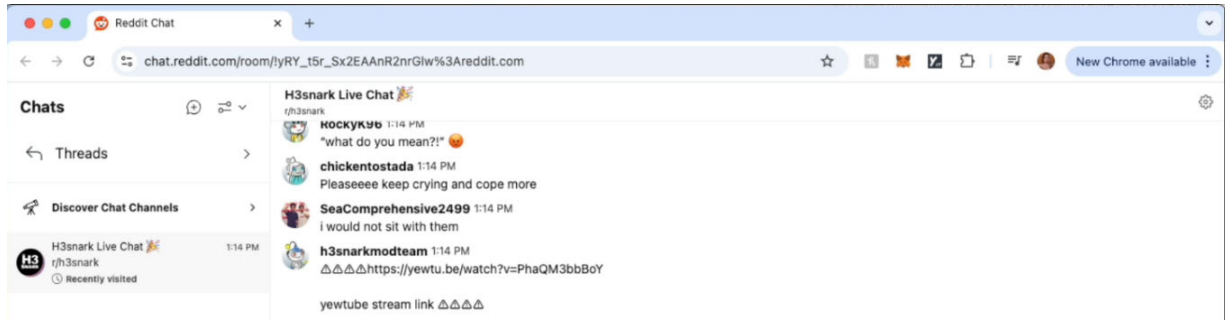 Reddit Chat
chat.reddit.com/room/!yRY_t5r_Sx2EAAnR2nrGlw%3Areddit.com
New Chrome available
Chats
Threads
Discover Chat Channels
H3snark Live Chat 🎉
1:14 PM
r/h3snark
Recently visited
H3
SNARK
H3snark Live Chat 🎉
r/h3snark
RockyK96 1:14 PM
"what do you mean?!" 😡
chickentostada 1:14 PM
Pleaseeee keep crying and cope more
SeaComprehensive2499 1:14 PM
i would not sit with them
h3snarkmodteam 1:14 PM
⚠⚠⚠⚠https://yewtu.be/watch?v=PhaQM3bbBoY
yewtube stream link ⚠⚠⚠⚠